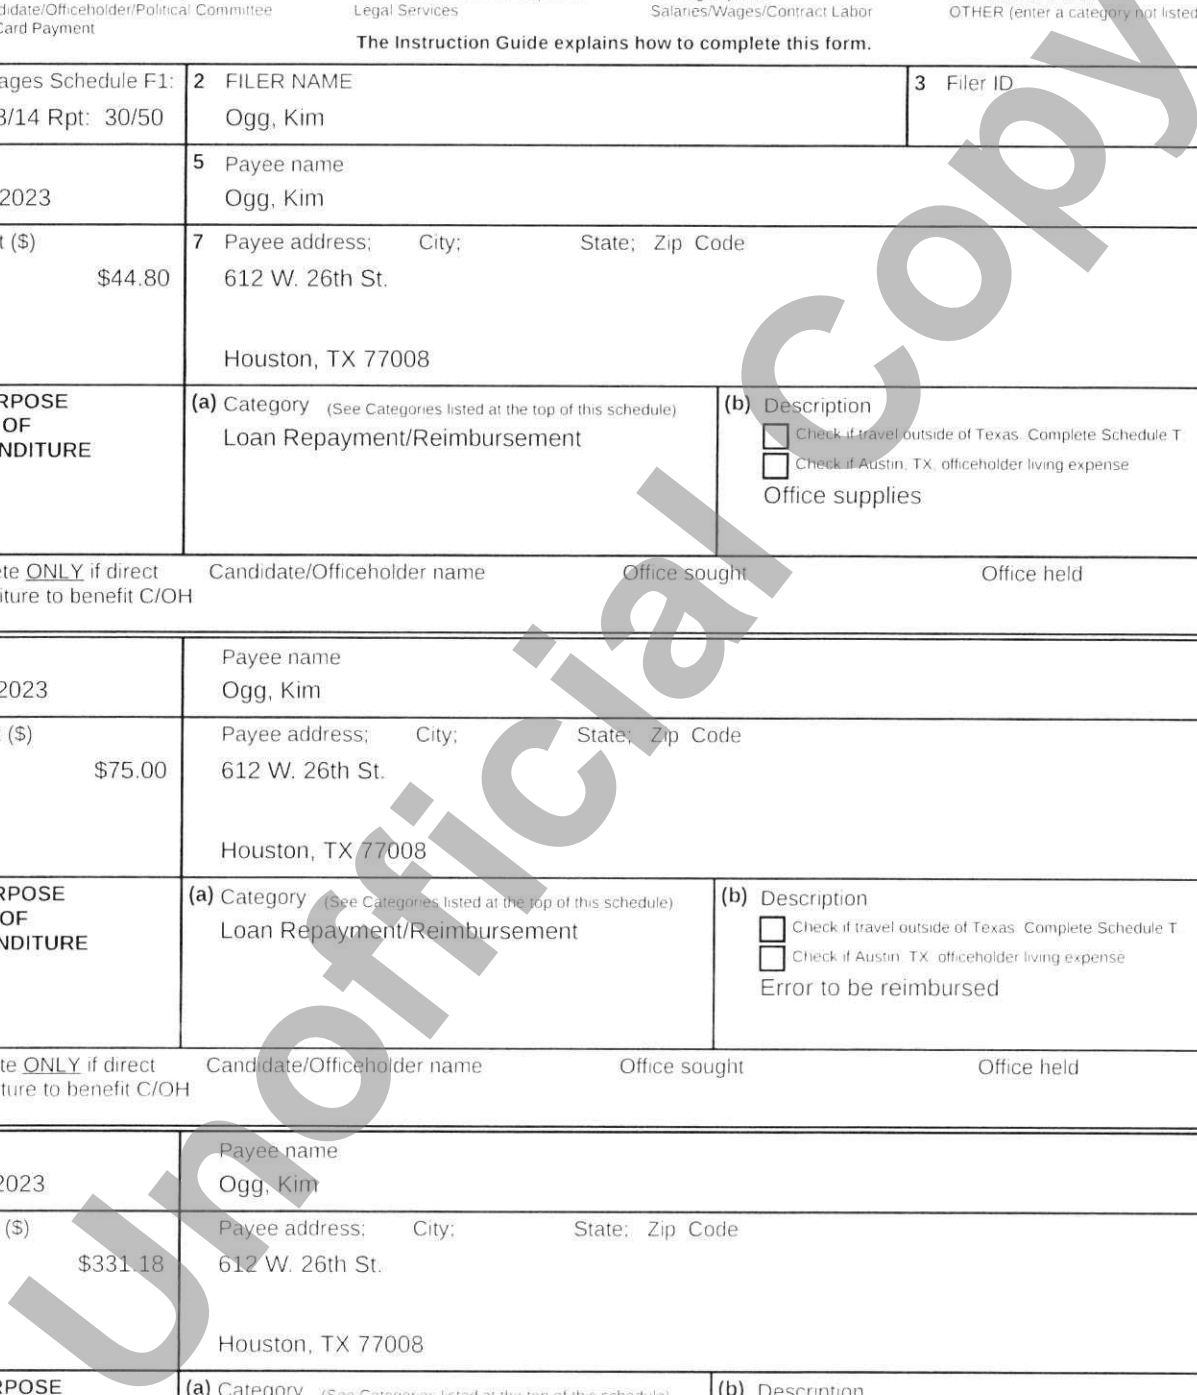 didate/Officeholder/Political Committee Legal Services Salaries/Wages/Contract Labor OTHER (enter a category not listed
Card Payment
The Instruction Guide explains how to complete this form.
ages Schedule F1: 2 FILER NAME 3 Filer ID
3/14 Rpt: 30/50 Ogg, Kim
5 Payee name
2023 Ogg, Kim
t ($) 7 Payee address; City; State; Zip Code
$44.80 612 W. 26th St.
Houston, TX 77008
RPOSE (a) Category (See Categories listed at the top of this schedule) (b) Description
OF Loan Repayment/Reimbursement Check if travel outside of Texas. Complete Schedule T
NDITURE Check if Austin, TX, officeholder living expense
Office supplies
te ONLY if direct Candidate/Officeholder name Office sought Office held
iture to benefit C/OH
Payee name
2023 Ogg, Kim
($) Payee address; City; State; Zip Code
$75.00 612 W. 26th St.
Houston, TX 77008
RPOSE (a) Category (See Categories listed at the top of this schedule) (b) Description
OF Loan Repayment/Reimbursement Check if travel outside of Texas Complete Schedule T
NDITURE Check if Austin TX officeholder living expense
Error to be reimbursed
te ONLY if direct Candidate/Officeholder name Office sought Office held
ture to benefit C/OH
Payee name
2023 Ogg, Kim
($) Payee address; City; State; Zip Code
$331.18 612 W. 26th St.
Houston, TX 77008
RPOSE (a) Category (See Categories listed at the top of this schedule) (b) Description
Unofficial Copy